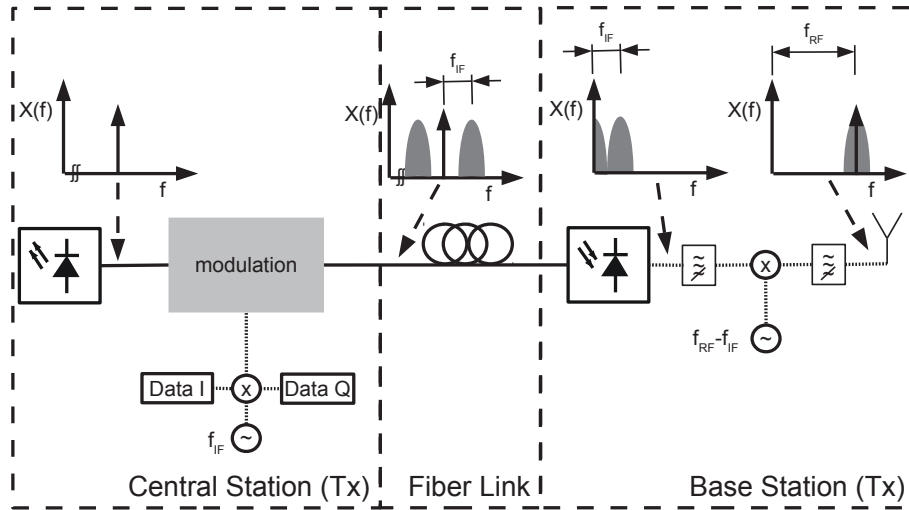 f_IF
f_IF
f_RF
X(f)
X(f)
X(f)
X(f)
∫∫
f
∫∫
f
f
f
modulation
x
~
f_RF-f_IF
Data I
x
Data Q
f_IF
~
Central Station (Tx)
Fiber Link
Base Station (Tx)